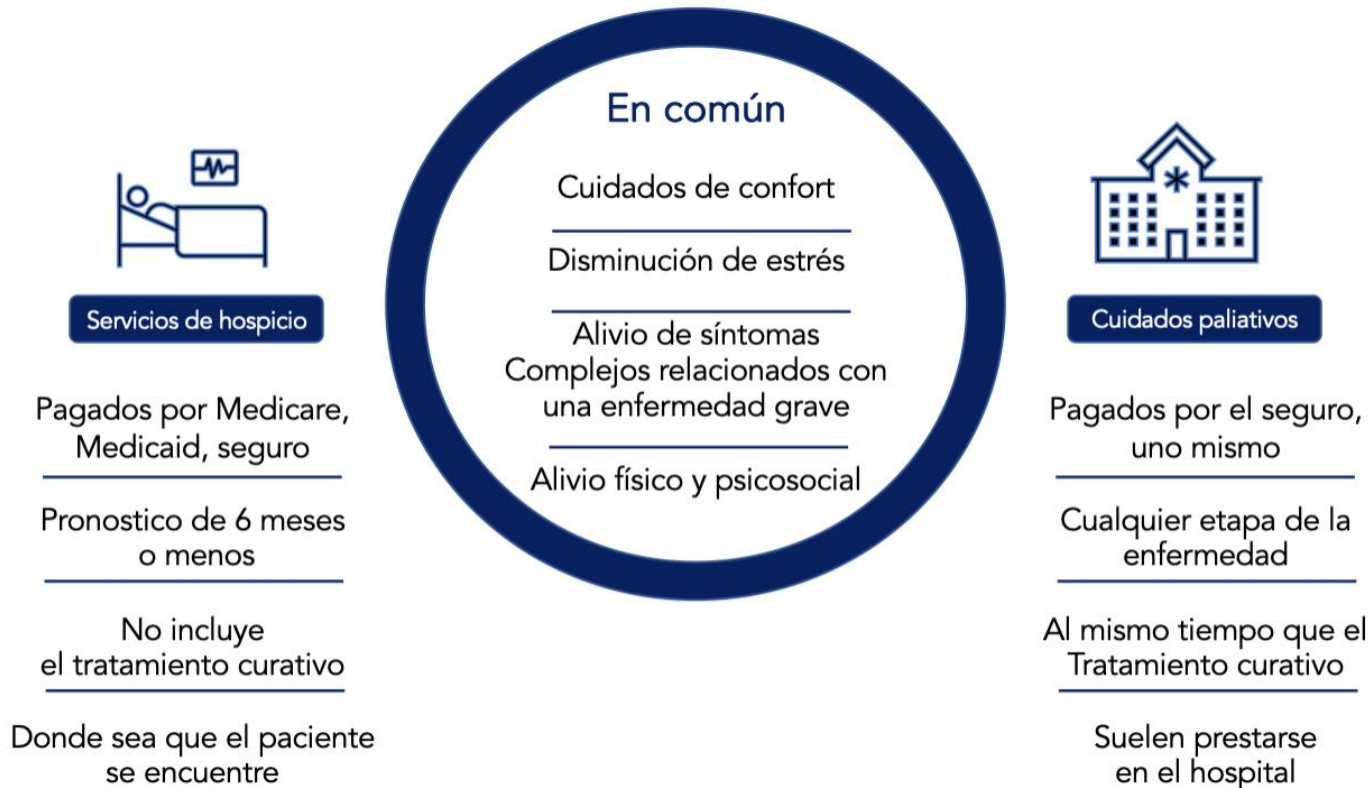 En común
Cuidados de confort
Disminución de estrés
Alivio de síntomas
Complejos relacionados con
una enfermedad grave
Alivio físico y psicosocial
Servicios de hospicio
Pagados por Medicare,
Medicaid, seguro
Pronostico de 6 meses
o menos
No incluye
el tratamiento curativo
Donde sea que el paciente
se encuentre
Cuidados paliativos
Pagados por el seguro,
uno mismo
Cualquier etapa de la
enfermedad
Al mismo tiempo que el
Tratamiento curativo
Suelen prestarse
en el hospital